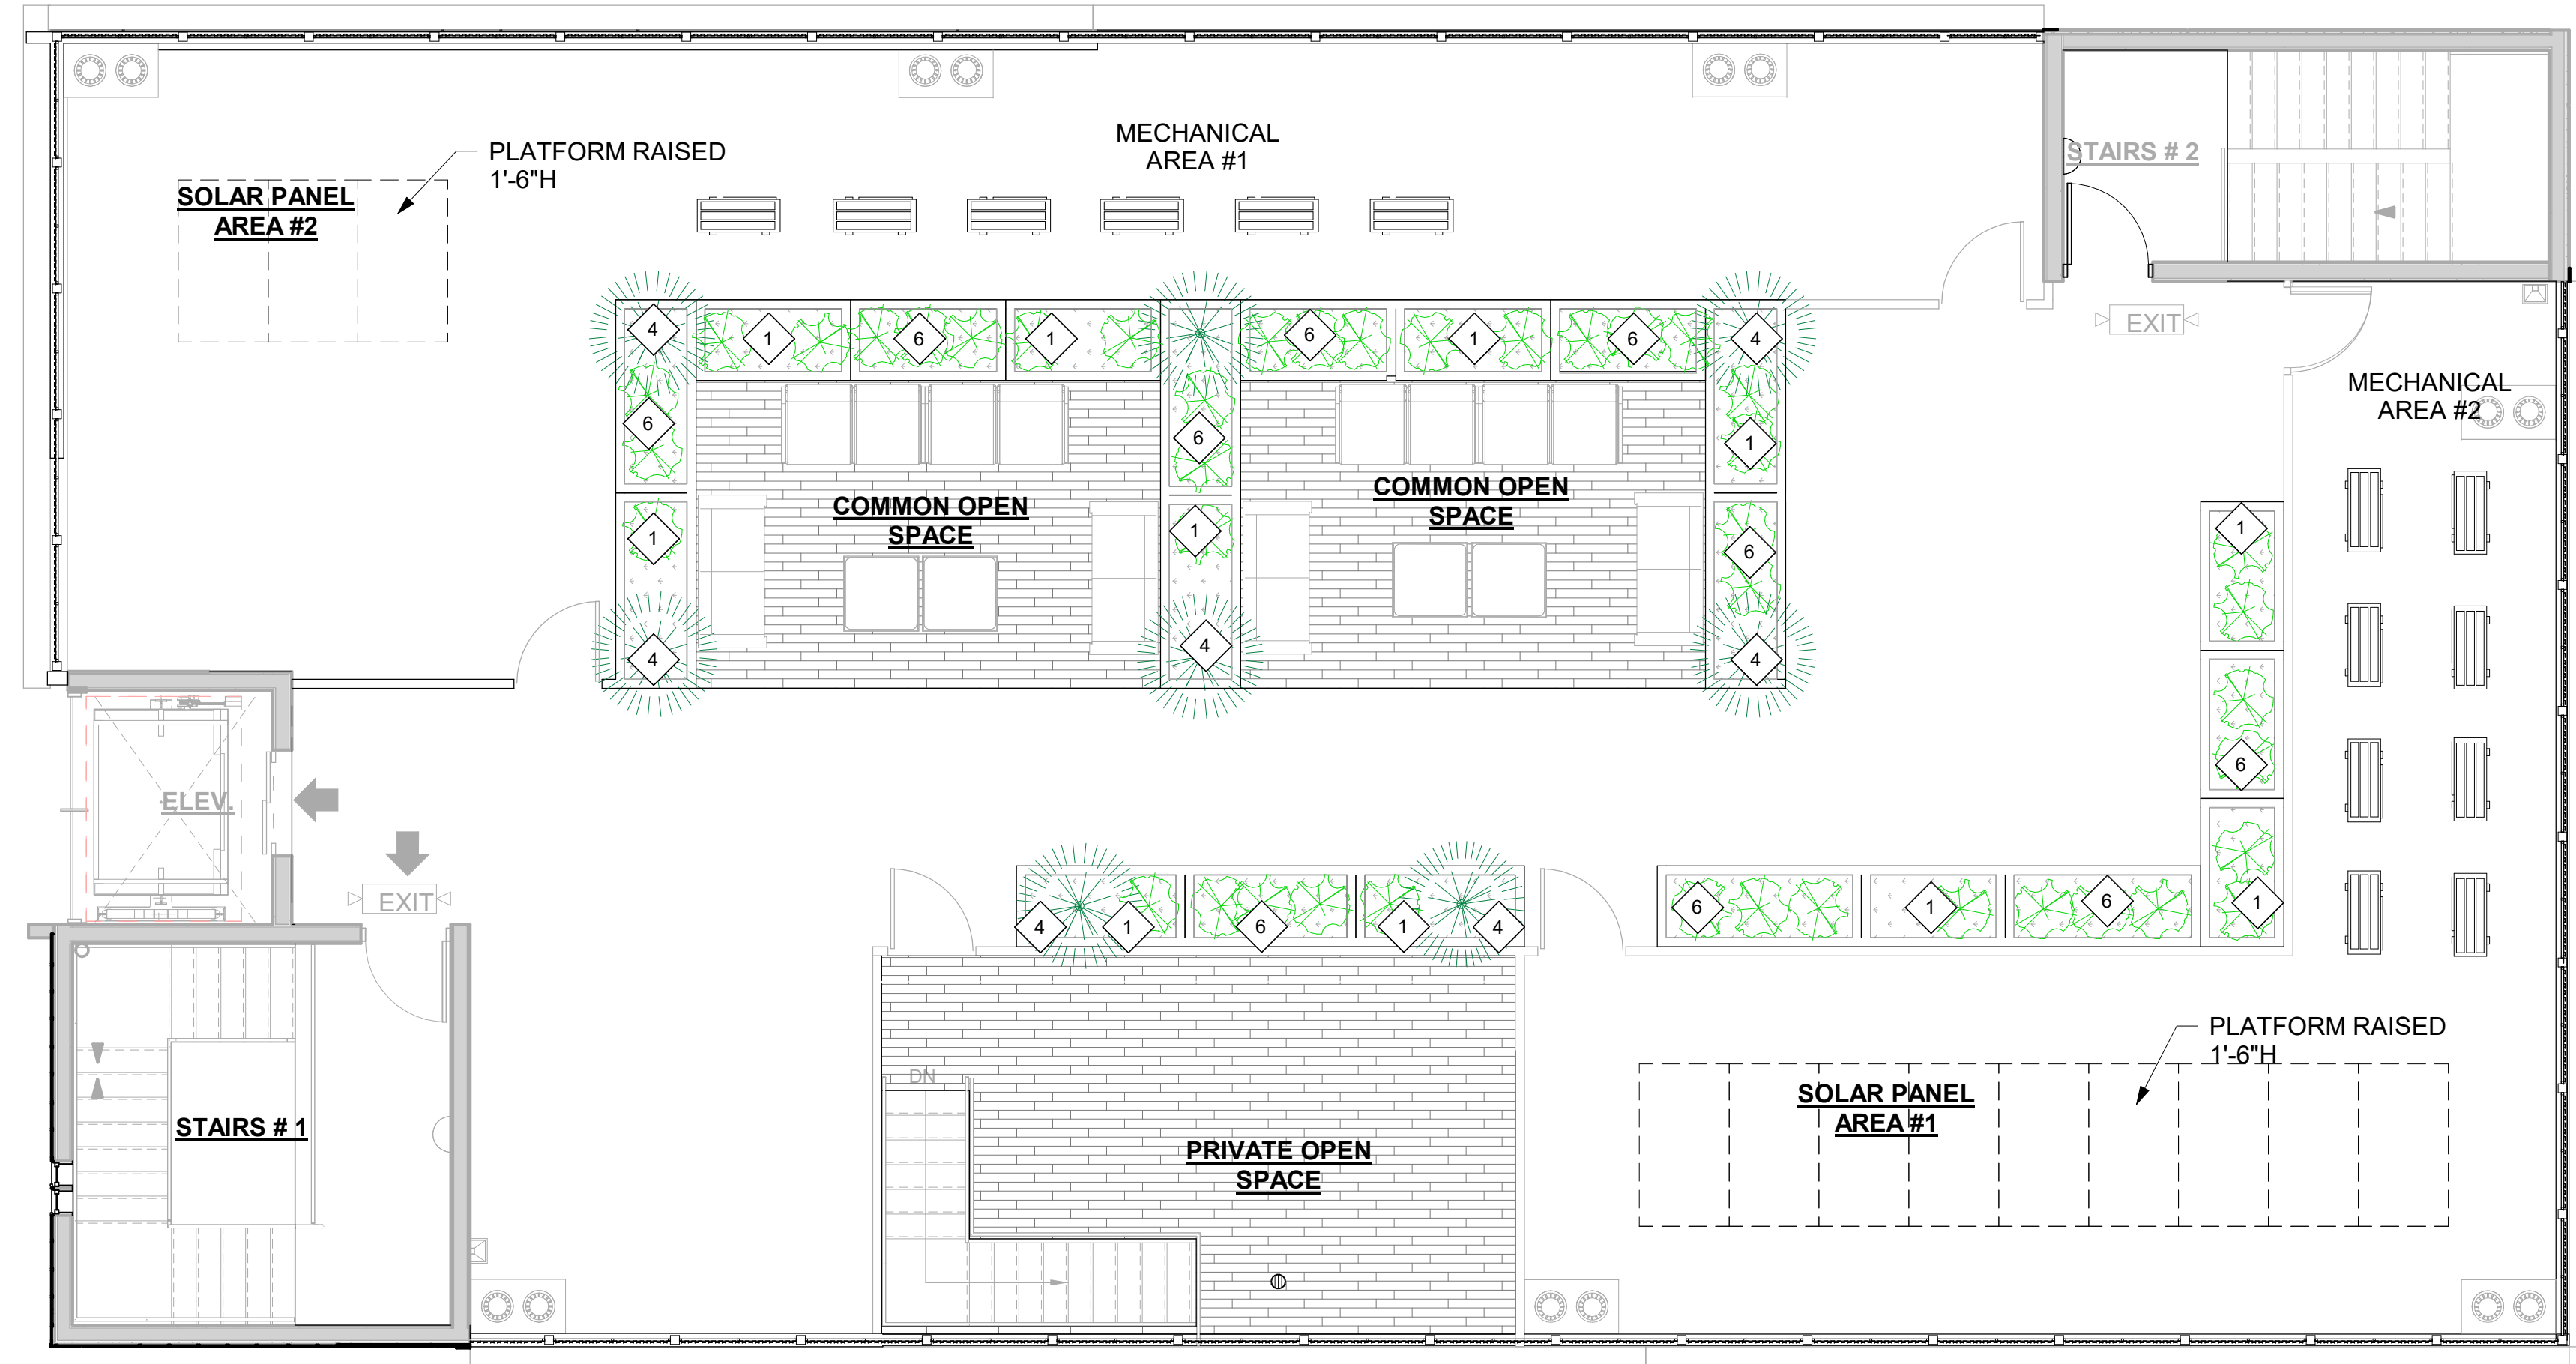 MECHANICAL
AREA #1
PLATFORM RAISED
1'-6"H
STAIRS # 2
SOLAR PANEL
AREA #2
EXIT
4
1
6
1
6
1
6
4
MECHANICAL
AREA #2
6
6
1
COMMON OPEN
SPACE
COMMON OPEN
SPACE
1
1
6
1
4
4
4
6
ELEV.
EXIT
4
1
6
1
4
6
1
6
1
PLATFORM RAISED
1'-6"H
DN
SOLAR PANEL
AREA #1
STAIRS # 1
PRIVATE OPEN
SPACE